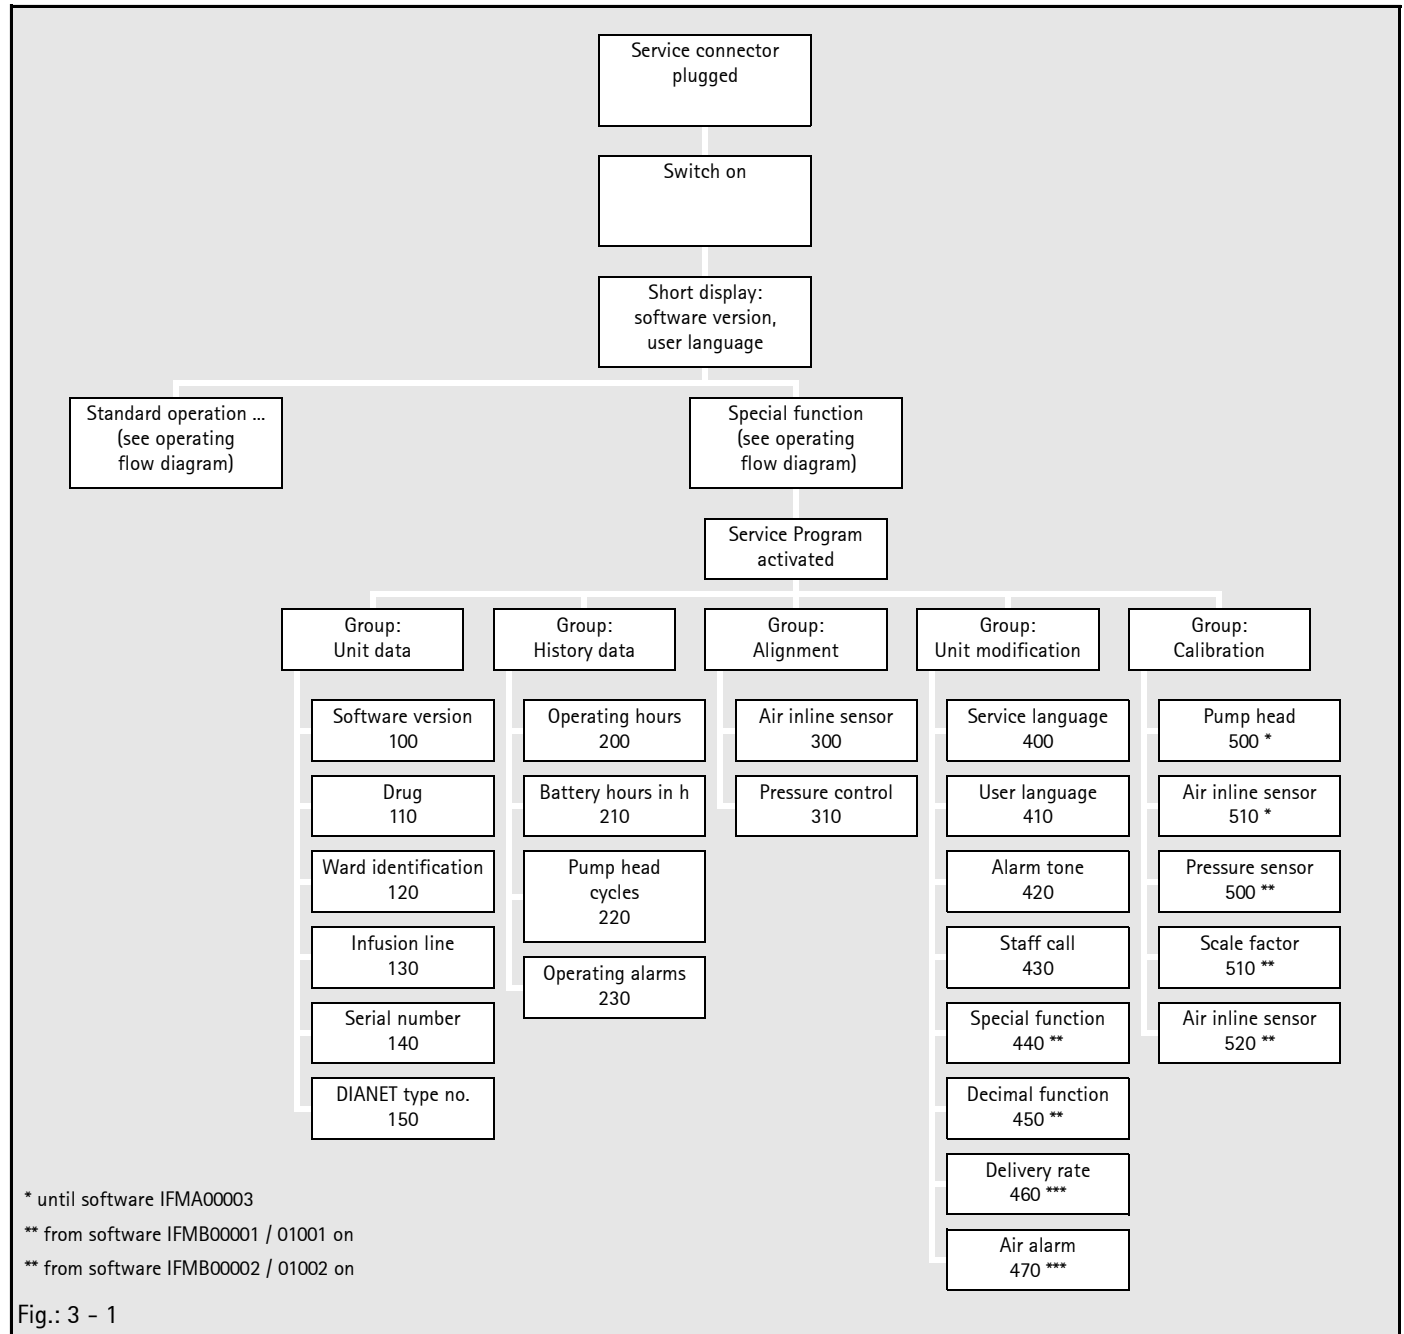 Service connector
plugged
Switch on
Short display:
software version,
user language
Standard operation ...
(see operating
flow diagram)
Special function
(see operating
flow diagram)
Service Program
activated
Group:
Unit data
Group:
History data
Group:
Alignment
Group:
Unit modification
Group:
Calibration
Software version
100
Drug
110
Ward identification
120
Infusion line
130
Serial number
140
DIANET type no.
150
Operating hours
200
Battery hours in h
210
Pump head
cycles
220
Operating alarms
230
Air inline sensor
300
Pressure control
310
Service language
400
User language
410
Alarm tone
420
Staff call
430
Special function
440 **
Decimal function
450 **
Delivery rate
460 ***
Air alarm
470 ***
Pump head
500 *
Air inline sensor
510 *
Pressure sensor
500 **
Scale factor
510 **
Air inline sensor
520 **
* until software IFMA00003
** from software IFMB00001 / 01001 on
** from software IFMB00002 / 01002 on
Fig.: 3 - 1